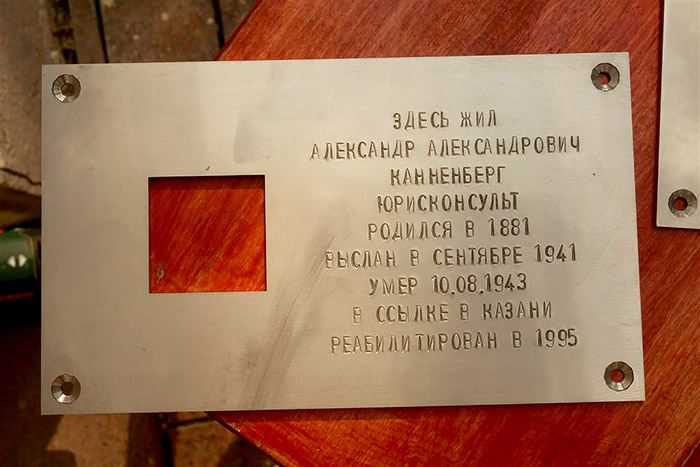 ЗДЕСЬ ЖИЛ
АЛЕКСАНДР АЛЕКСАНДРОВИЧ
КАННЕНБЕРГ
ЮРИСКОНСУЛЬТ
РОДИЛСЯ В 1881
ВЫСЛАН В СЕНТЯБРЕ 1941
УМЕР 10.08.1943
В ССЫЛКЕ В КАЗАНИ
РЕАБИЛИТИРОВАН В 1995